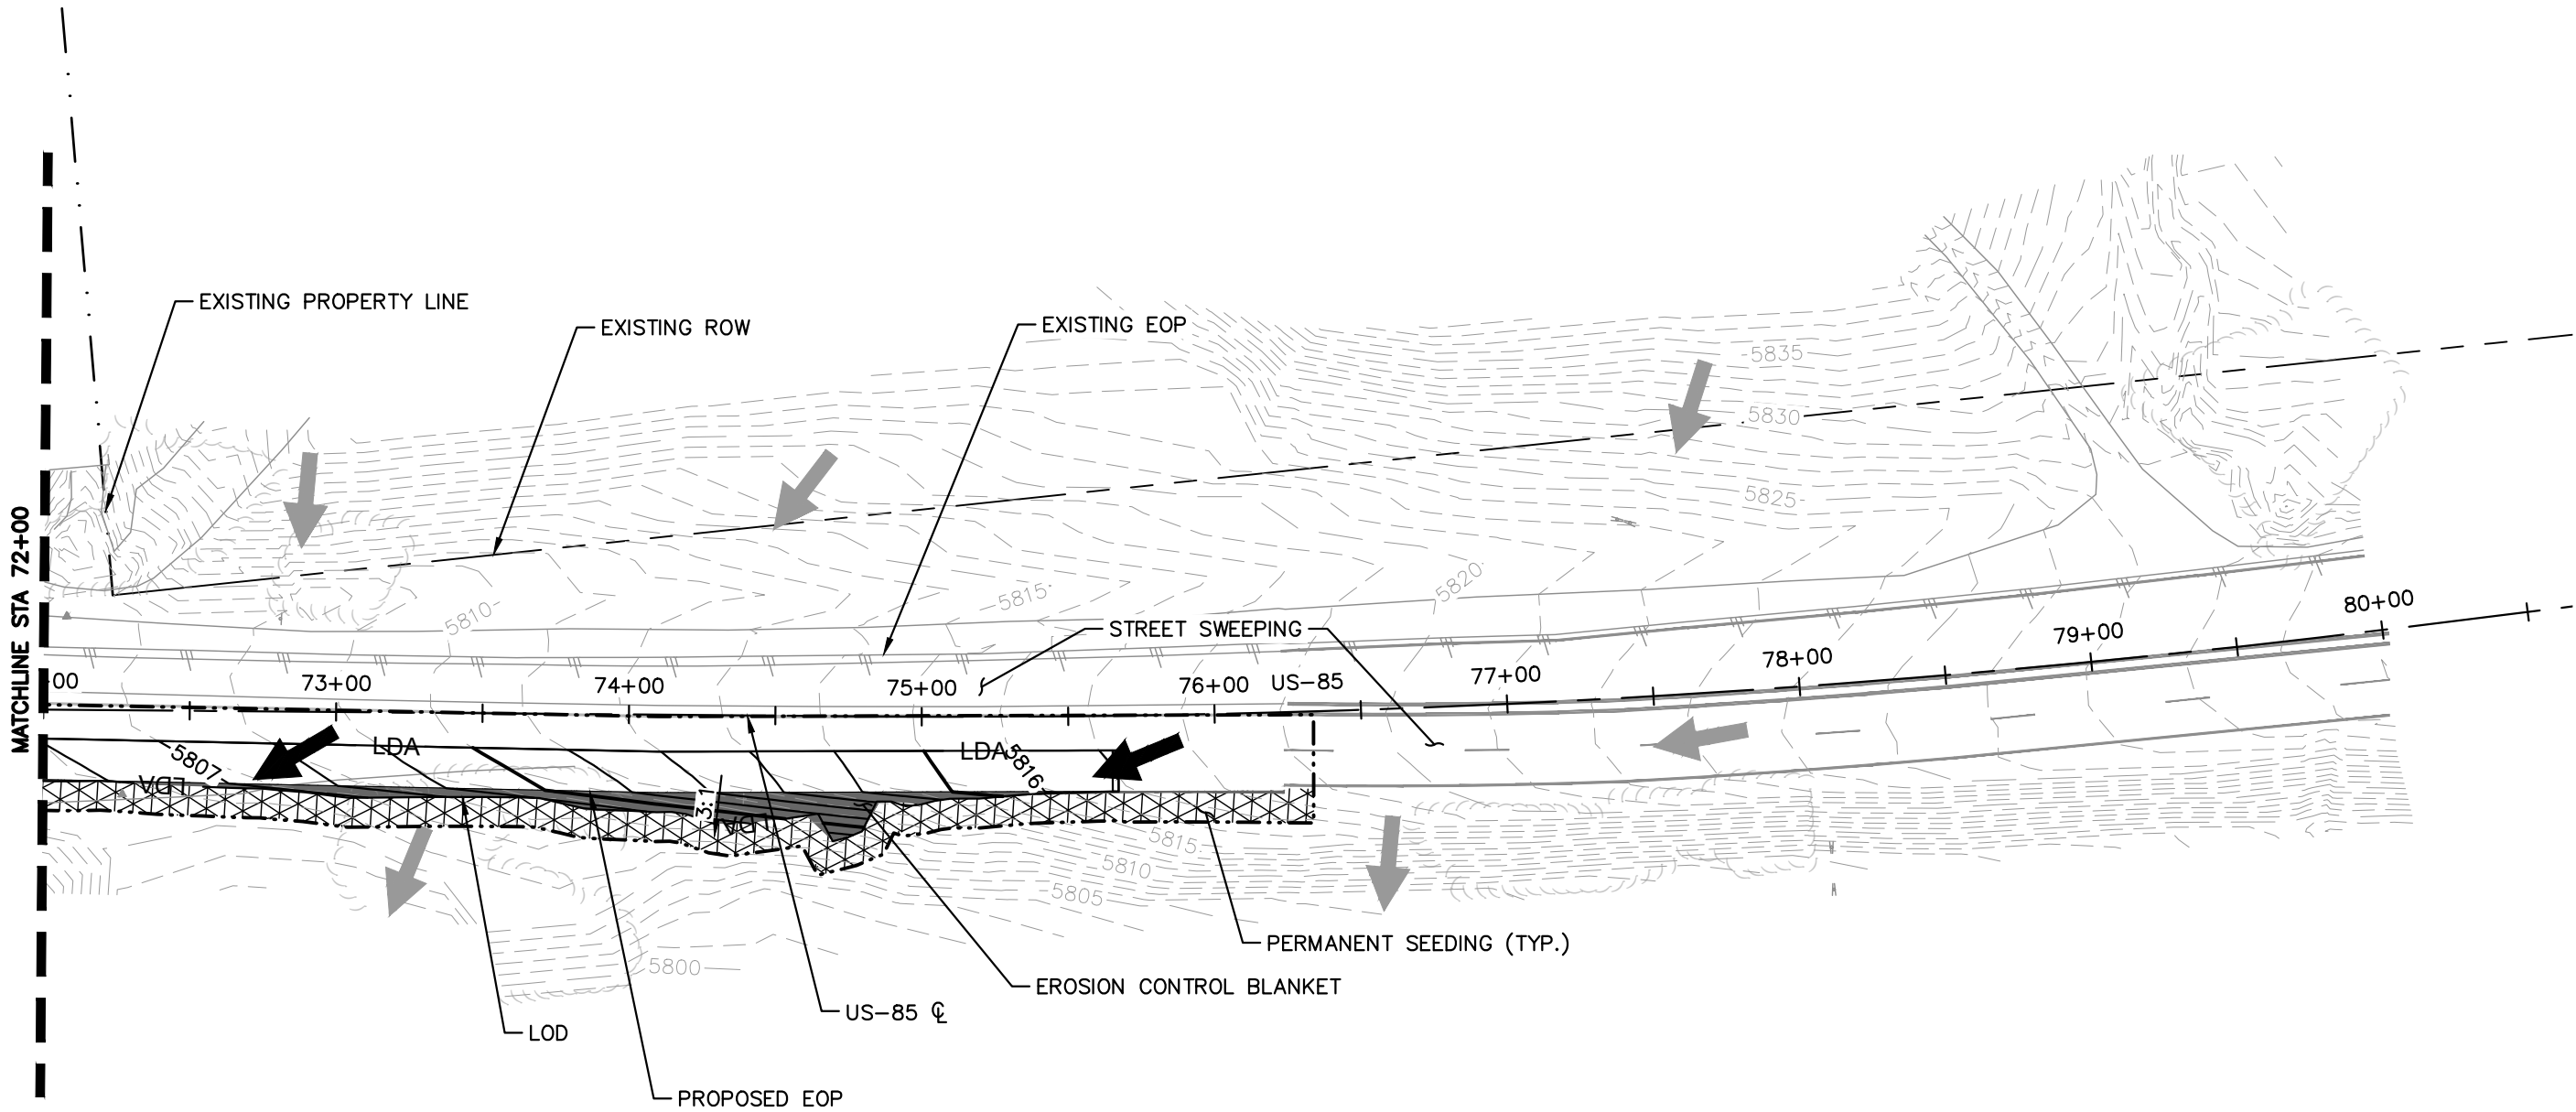 EXISTING PROPERTY LINE
EXISTING ROW
EXISTING EOP
-5835
-5830
5825-
5820-
-5815-
5810-
MATCHLINE STA 72+00
STREET SWEEPING
80+00
79+00
78+00
77+00
US-85
76+00
75+00
74+00
73+00
+00
LDA
LDA
5807
5816
LDA
3:1
LDA
5815-
5810
-5805
-5800
PERMANENT SEEDING (TYP.)
EROSION CONTROL BLANKET
US-85 ℄
LOD
PROPOSED EOP